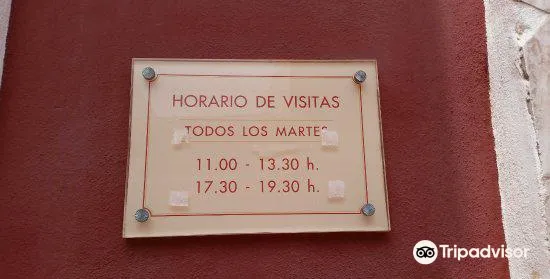 HORARIO DE VISITAS
TODOS LOS MARTES
11.00 - 13.30 h.
17.30 - 19.30 h.
Tripadvisor